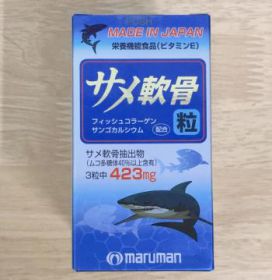 MADE IN JAPAN
栄養機能食品(ビタミンE)
サメ軟骨
フィッシュコラーゲン
サンゴカルシウム
配合
粒
サメ軟骨抽出物
(ムコ多糖体40%以上含有)
3粒中 423mg
maruman